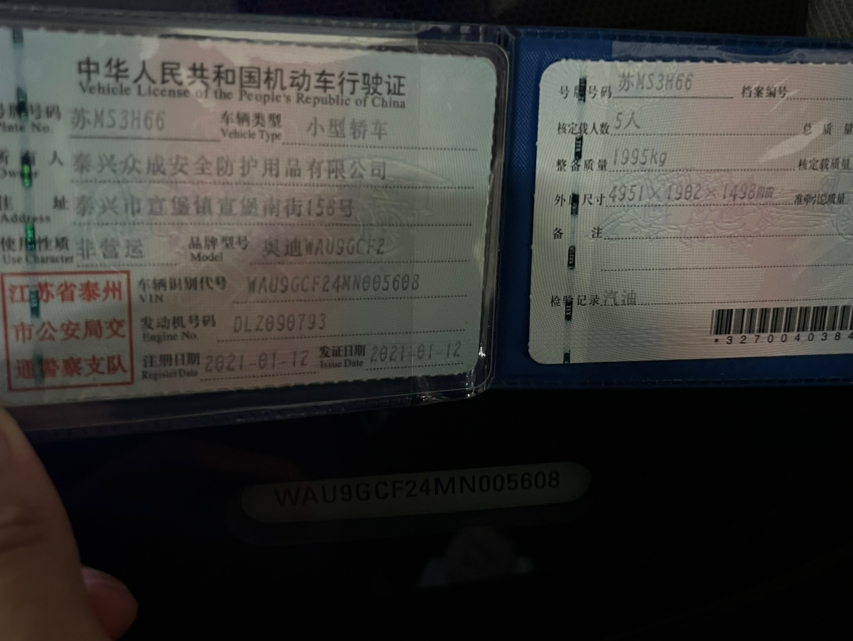 中华人民共和国机动车行驶证
Vehicle License of the People's Republic of China
号牌号码 苏MS3H66 车辆类型 小型轿车
Plate No. Vehicle Type
所有人 泰兴众成安全防护用品有限公司
Owner
住址 泰兴市宣堡镇宣堡南街158号
Address
使用性质 非营运 品牌型号 奥迪WAU9GCF2
Use Character Model
江苏省泰州
市公安局交
通警察支队
车辆识别代号 WAU9GCF24MN005608
VIN
发动机号码 DLZ090793
Engine No.
注册日期 2021-01-12 发证日期 2021-01-12
Register Date Issue Date
号牌号码 苏MS3H66 档案编号
核定载人数 5人 总质量
整备质量 1995kg 核定载质量
外廓尺寸 4951×1902×1498mm 准牵引总质量
备注
检验记录 汽油
*3270040384
WAU9GCF24MN005608